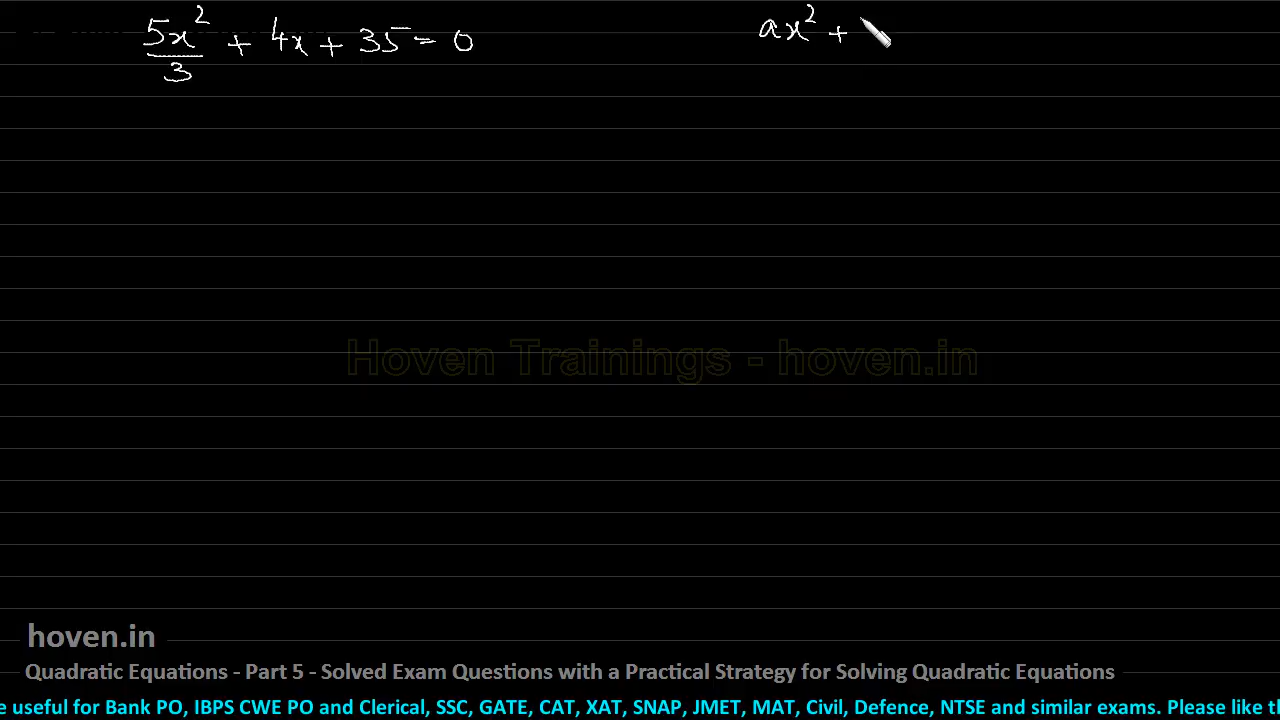 5x²/3 + 4x + 35 = 0
ax² +
Hoven Trainings - hoven.in
hoven.in
Quadratic Equations - Part 5 - Solved Exam Questions with a Practical Strategy for Solving Quadratic Equations
e useful for Bank PO, IBPS CWE PO and Clerical, SSC, GATE, CAT, XAT, SNAP, JMET, MAT, Civil, Defence, NTSE and similar exams. Please like t